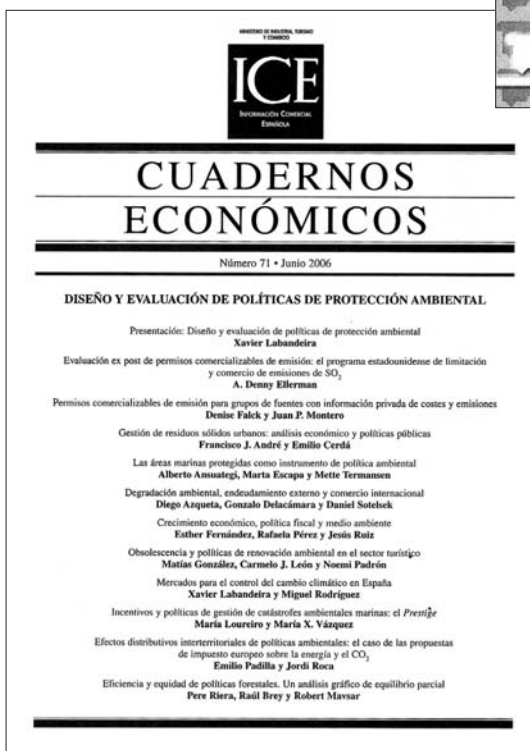 MINISTERIO DE INDUSTRIA, TURISMO
Y COMERCIO
ICE
INFORMACIÓN COMERCIAL
ESPAÑOLA
CUADERNOS
ECONÓMICOS
Número 71 • Junio 2006
DISEÑO Y EVALUACIÓN DE POLÍTICAS DE PROTECCIÓN AMBIENTAL
Presentación: Diseño y evaluación de políticas de protección ambiental
Xavier Labandeira
Evaluación ex post de permisos comercializables de emisión: el programa estadounidense de limitación
y comercio de emisiones de SO₂
A. Denny Ellerman
Permisos comercializables de emisión para grupos de fuentes con información privada de costes y emisiones
Denise Falck y Juan P. Montero
Gestión de residuos sólidos urbanos: análisis económico y políticas públicas
Francisco J. André y Emilio Cerdá
Las áreas marinas protegidas como instrumento de política ambiental
Alberto Ansuategi, Marta Escapa y Mette Termansen
Degradación ambiental, endeudamiento externo y comercio internacional
Diego Azqueta, Gonzalo Delacámara y Daniel Sotelsek
Crecimiento económico, política fiscal y medio ambiente
Esther Fernández, Rafaela Pérez y Jesús Ruiz
Obsolescencia y políticas de renovación ambiental en el sector turístico
Matías González, Carmelo J. León y Noemi Padrón
Mercados para el control del cambio climático en España
Xavier Labandeira y Miguel Rodríguez
Incentivos y políticas de gestión de catástrofes ambientales marinas: el Prestige
María Loureiro y María X. Vázquez
Efectos distributivos interterritoriales de políticas ambientales: el caso de las propuestas
de impuesto europeo sobre la energía y el CO₂
Emilio Padilla y Jordi Roca
Eficiencia y equidad de políticas forestales. Un análisis gráfico de equilibrio parcial
Pere Riera, Raúl Brey y Robert Mavsar